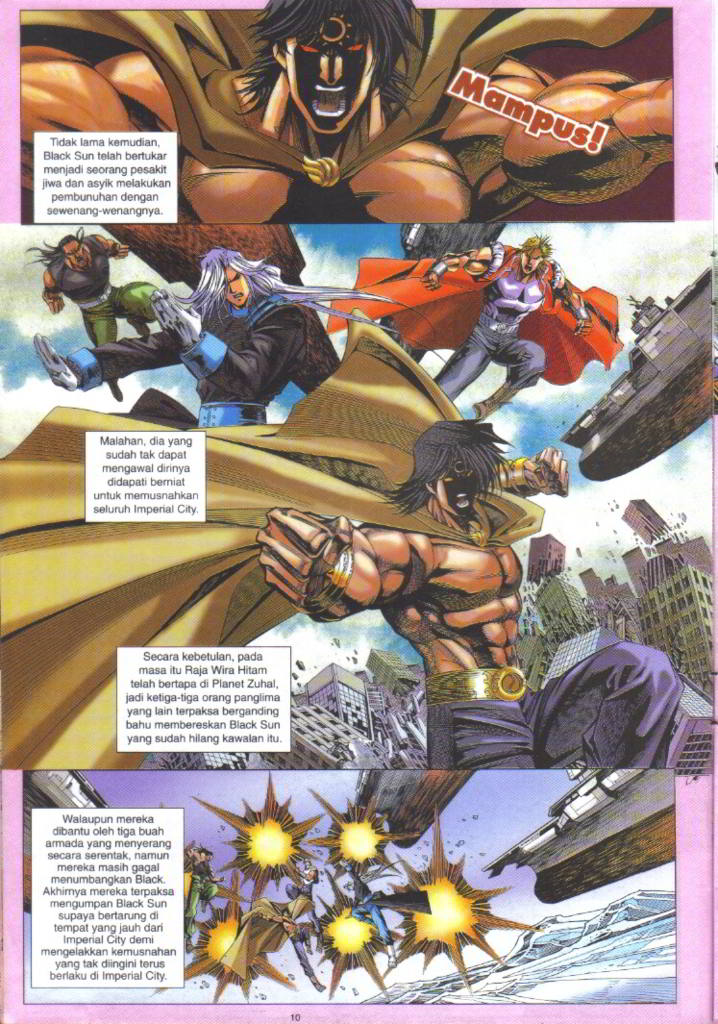 Mampus!
Tidak lama kemudian,
Black Sun telah bertukar
menjadi seorang pesakit
jiwa dan asyik melakukan
pembunuhan dengan
sewenang-wenangnya.
Malahan, dia yang
sudah tak dapat
mengawal dirinya
didapati berniat
untuk memusnahkan
seluruh Imperial City.
Secara kebetulan, pada
masa itu Raja Wira Hitam
telah bertapa di Planet Zuhal,
jadi ketiga-tiga orang panglima
yang lain terpaksa berganding
bahu membereskan Black Sun
yang sudah hilang kawalan itu.
Walaupun mereka
dibantu oleh tiga buah
armada yang menyerang
secara serentak, namun
mereka masih gagal
menumbangkan Black.
Akhirnya mereka terpaksa
mengumpan Black Sun
supaya bertarung di
tempat yang jauh dari
Imperial City demi
mengelakkan kemusnahan
yang tak diingini terus
berlaku di Imperial City.
10